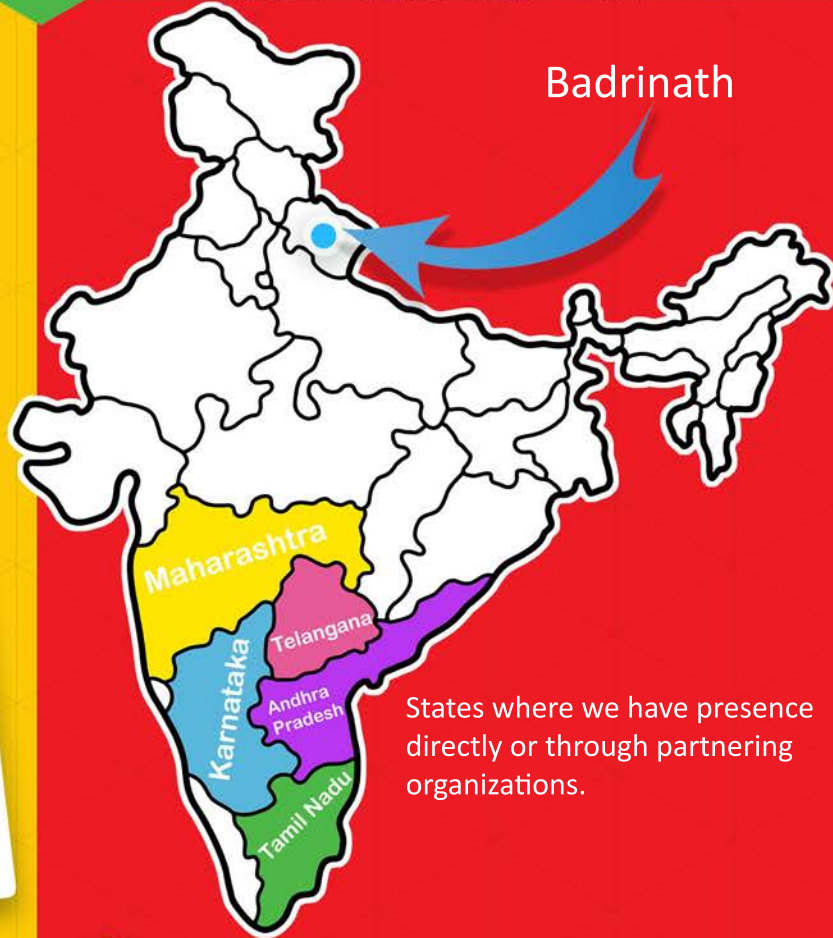 Badrinath
Maharashtra
Telangana
Karnataka
Andhra
Pradesh
Tamil Nadu
States where we have presence
directly or through partnering
organizations.